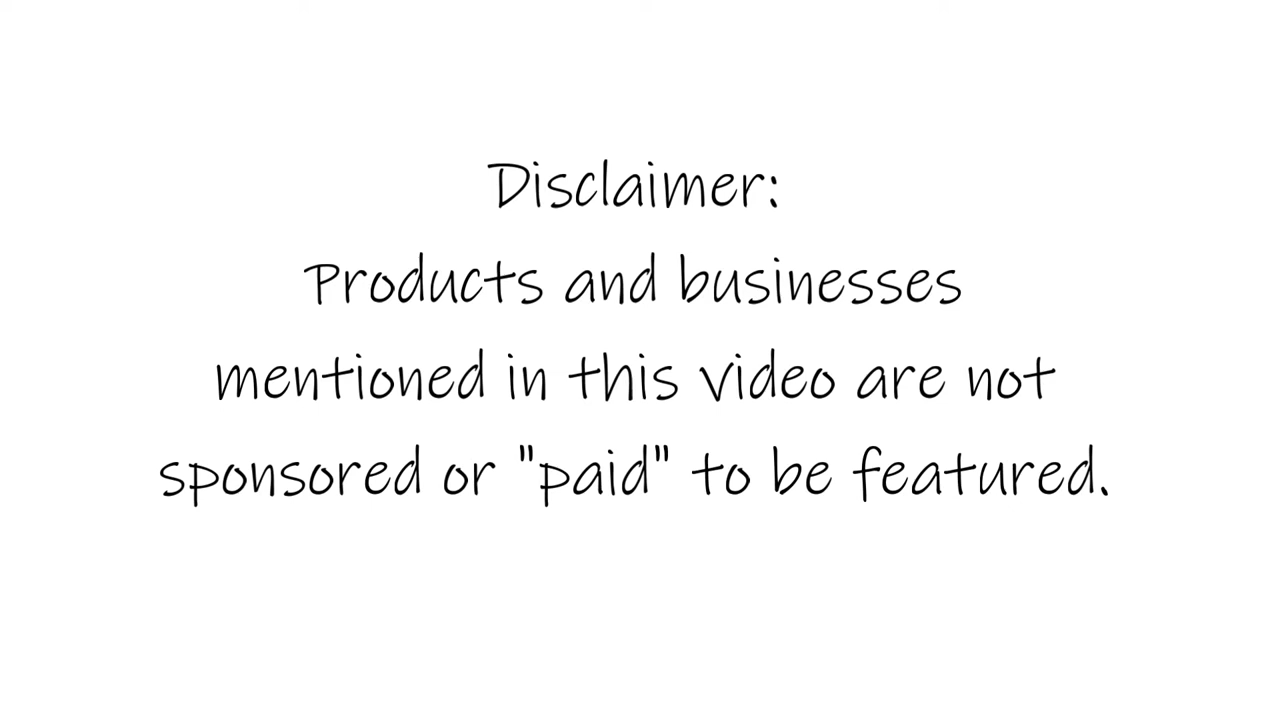 Disclaimer:
Products and businesses
mentioned in this video are not
sponsored or "paid" to be featured.